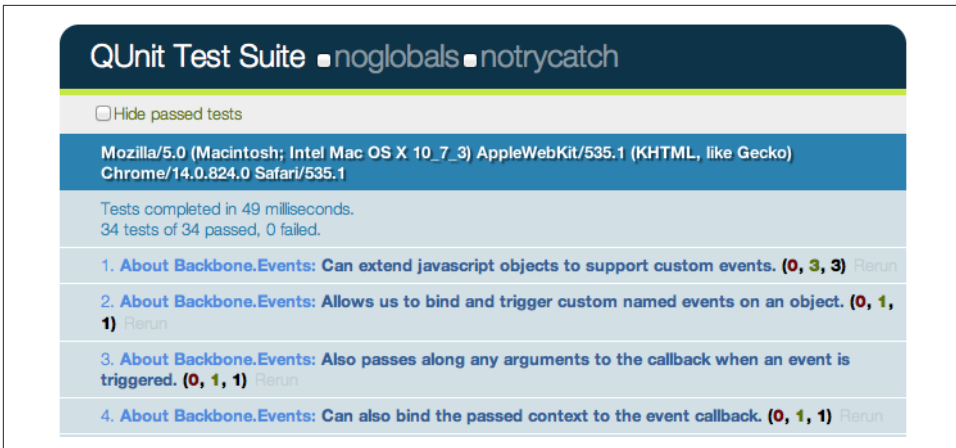 QUnit Test Suite noglobals notrycatch
Hide passed tests
Mozilla/5.0 (Macintosh; Intel Mac OS X 10_7_3) AppleWebKit/535.1 (KHTML, like Gecko)
Chrome/14.0.824.0 Safari/535.1
Tests completed in 49 milliseconds.
34 tests of 34 passed, 0 failed.
1. About Backbone.Events: Can extend javascript objects to support custom events. (0, 3, 3) Rerun
2. About Backbone.Events: Allows us to bind and trigger custom named events on an object. (0, 1,
1) Rerun
3. About Backbone.Events: Also passes along any arguments to the callback when an event is
triggered. (0, 1, 1) Rerun
4. About Backbone.Events: Can also bind the passed context to the event callback. (0, 1, 1) Rerun